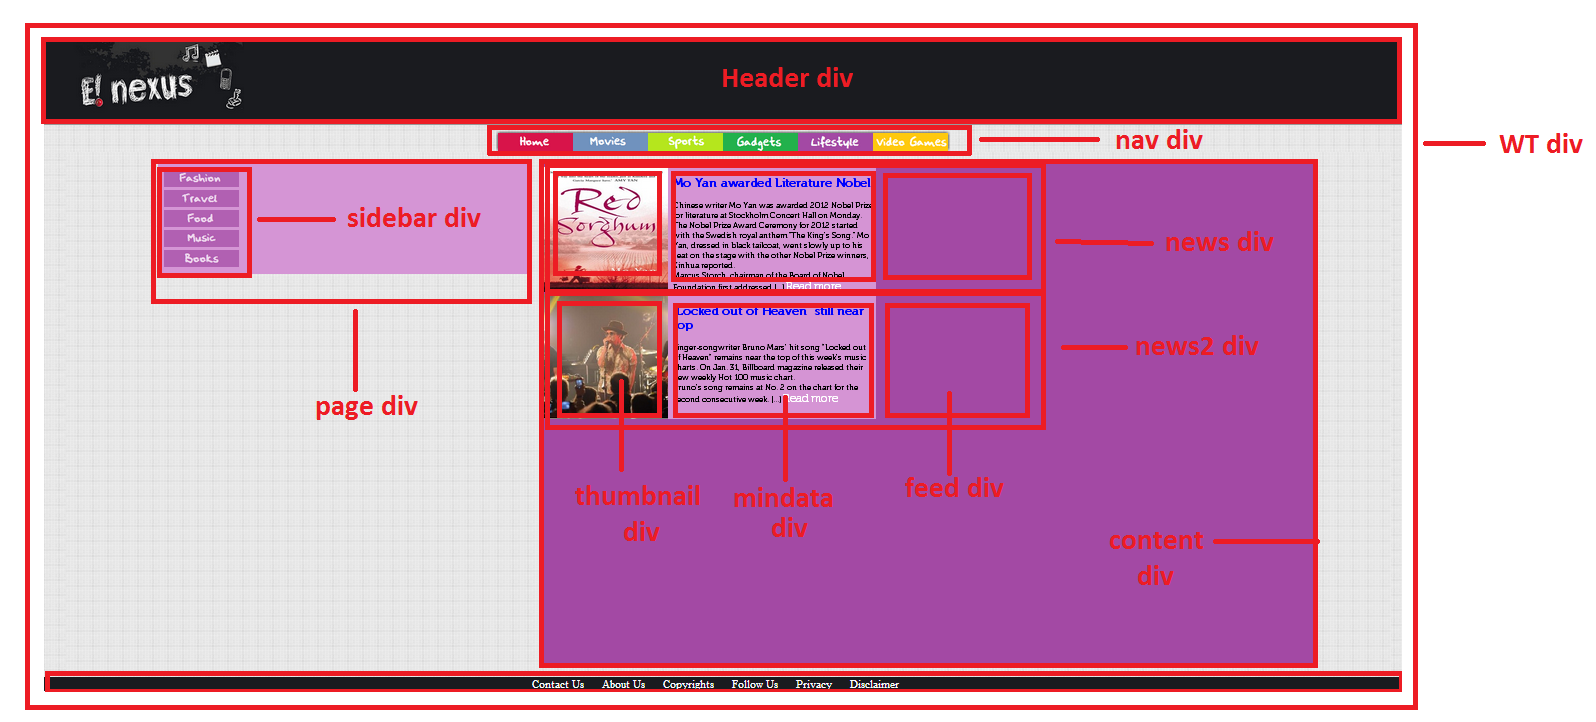 E! nexus
Header div
Home Movies Sports Gadgets Lifestyle Video Games
nav div
WT div
Fashion
Travel
Food
Music
Books
sidebar div
page div
Red
Sorghum
Mo Yan awarded Literature Nobel
Chinese writer Mo Yan was awarded 2012 Nobel Prize
for literature at Stockholm Concert Hall on Monday.
The Nobel Prize Award Ceremony for 2012 started
with the Swedish royal anthem "The King's Song." Mo
Yan, dressed in black tailcoat, went slowly up to his
seat on the stage with the other Nobel Prize winners,
Xinhua reported.
Marcus Storch, chairman of the Board of Nobel
Foundation first addressed [...] Read more
news div
"Locked out of Heaven" still near
top
Singer-songwriter Bruno Mars' hit song "Locked out
of Heaven" remains near the top of this week's music
charts. On Jan. 31, Billboard magazine released their
new weekly Hot 100 music chart.
Bruno's song remains at No. 2 on the chart for the
second consecutive week. [...] Read more
news2 div
thumbnail
div
mindata
div
feed div
content
div
Contact Us About Us Copyrights Follow Us Privacy Disclaimer